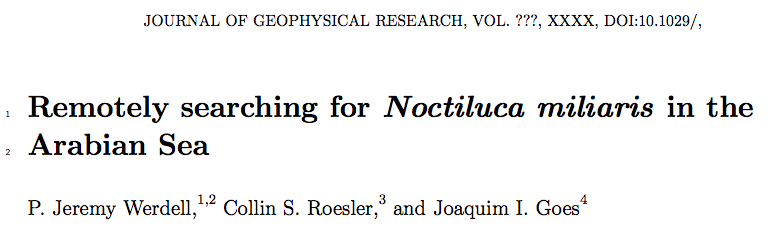 JOURNAL OF GEOPHYSICAL RESEARCH, VOL. ???, XXXX, DOI:10.1029/,
1 Remotely searching for Noctiluca miliaris in the
2 Arabian Sea
P. Jeremy Werdell,1,2 Collin S. Roesler,3 and Joaquim I. Goes4